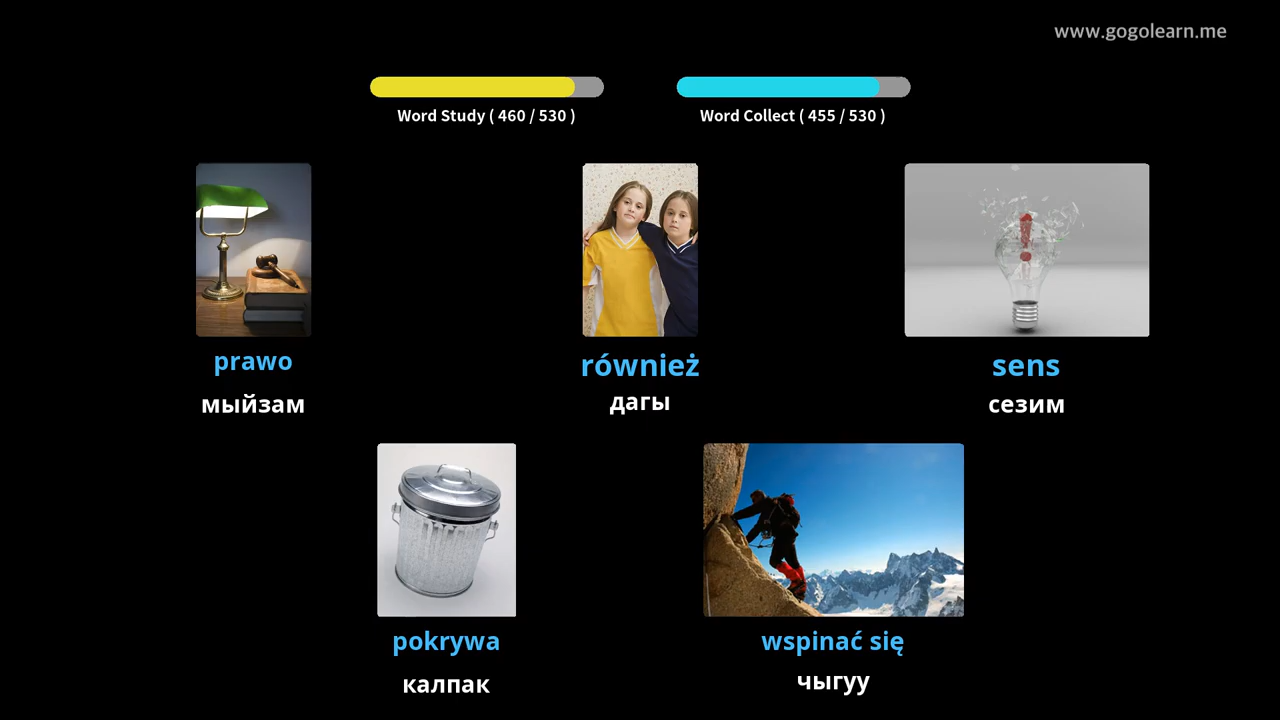 www.gogolearn.me
Word Study ( 460 / 530 )
Word Collect ( 455 / 530 )
prawo
również
sens
мыйзам
дагы
сезим
pokrywa
wspinać się
калпак
чыгуу